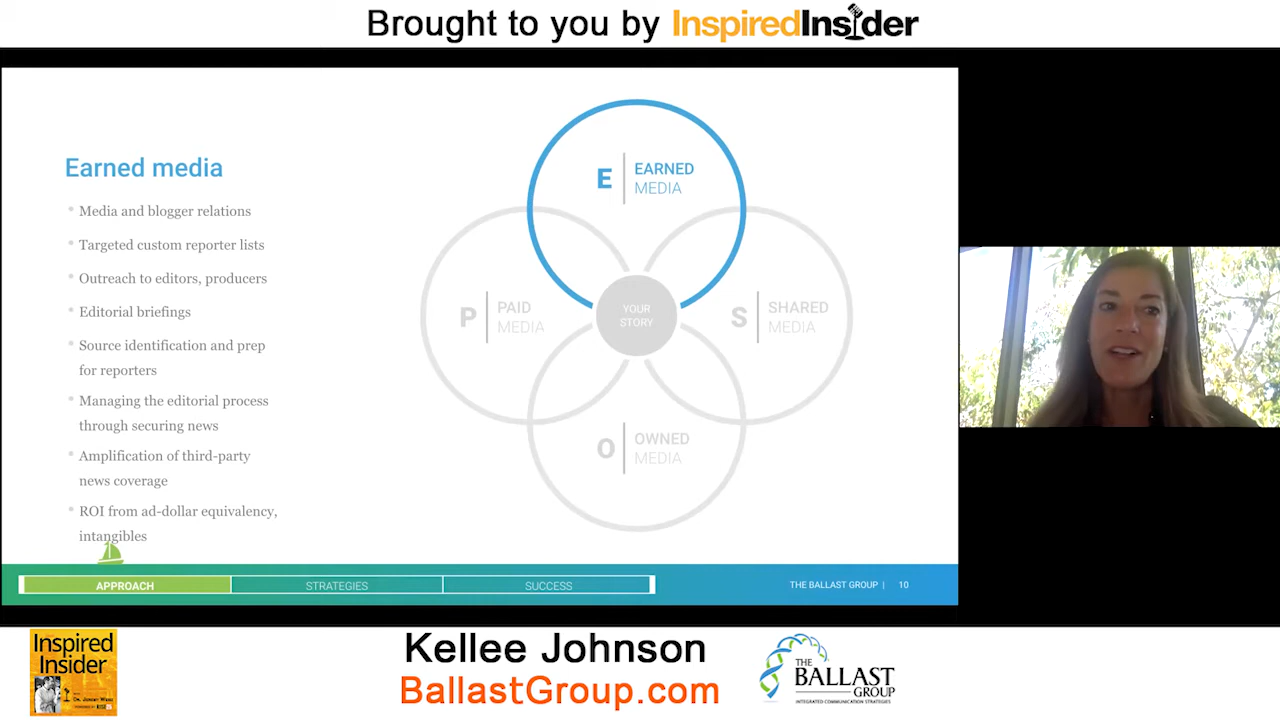 Brought to you by InspiredInsider
Earned media
Media and blogger relations
Targeted custom reporter lists
Outreach to editors, producers
Editorial briefings
Source identification and prep
for reporters
Managing the editorial process
through securing news
Amplification of third-party
news coverage
ROI from ad-dollar equivalency,
intangibles
E
EARNED
MEDIA
P
PAID
MEDIA
YOUR
STORY
S
SHARED
MEDIA
O
OWNED
MEDIA
APPROACH
STRATEGIES
SUCCESS
THE BALLAST GROUP | 10
Inspired
Insider
Kellee Johnson
BallastGroup.com
THE
BALLAST
GROUP
INTEGRATED COMMUNICATION STRATEGIES